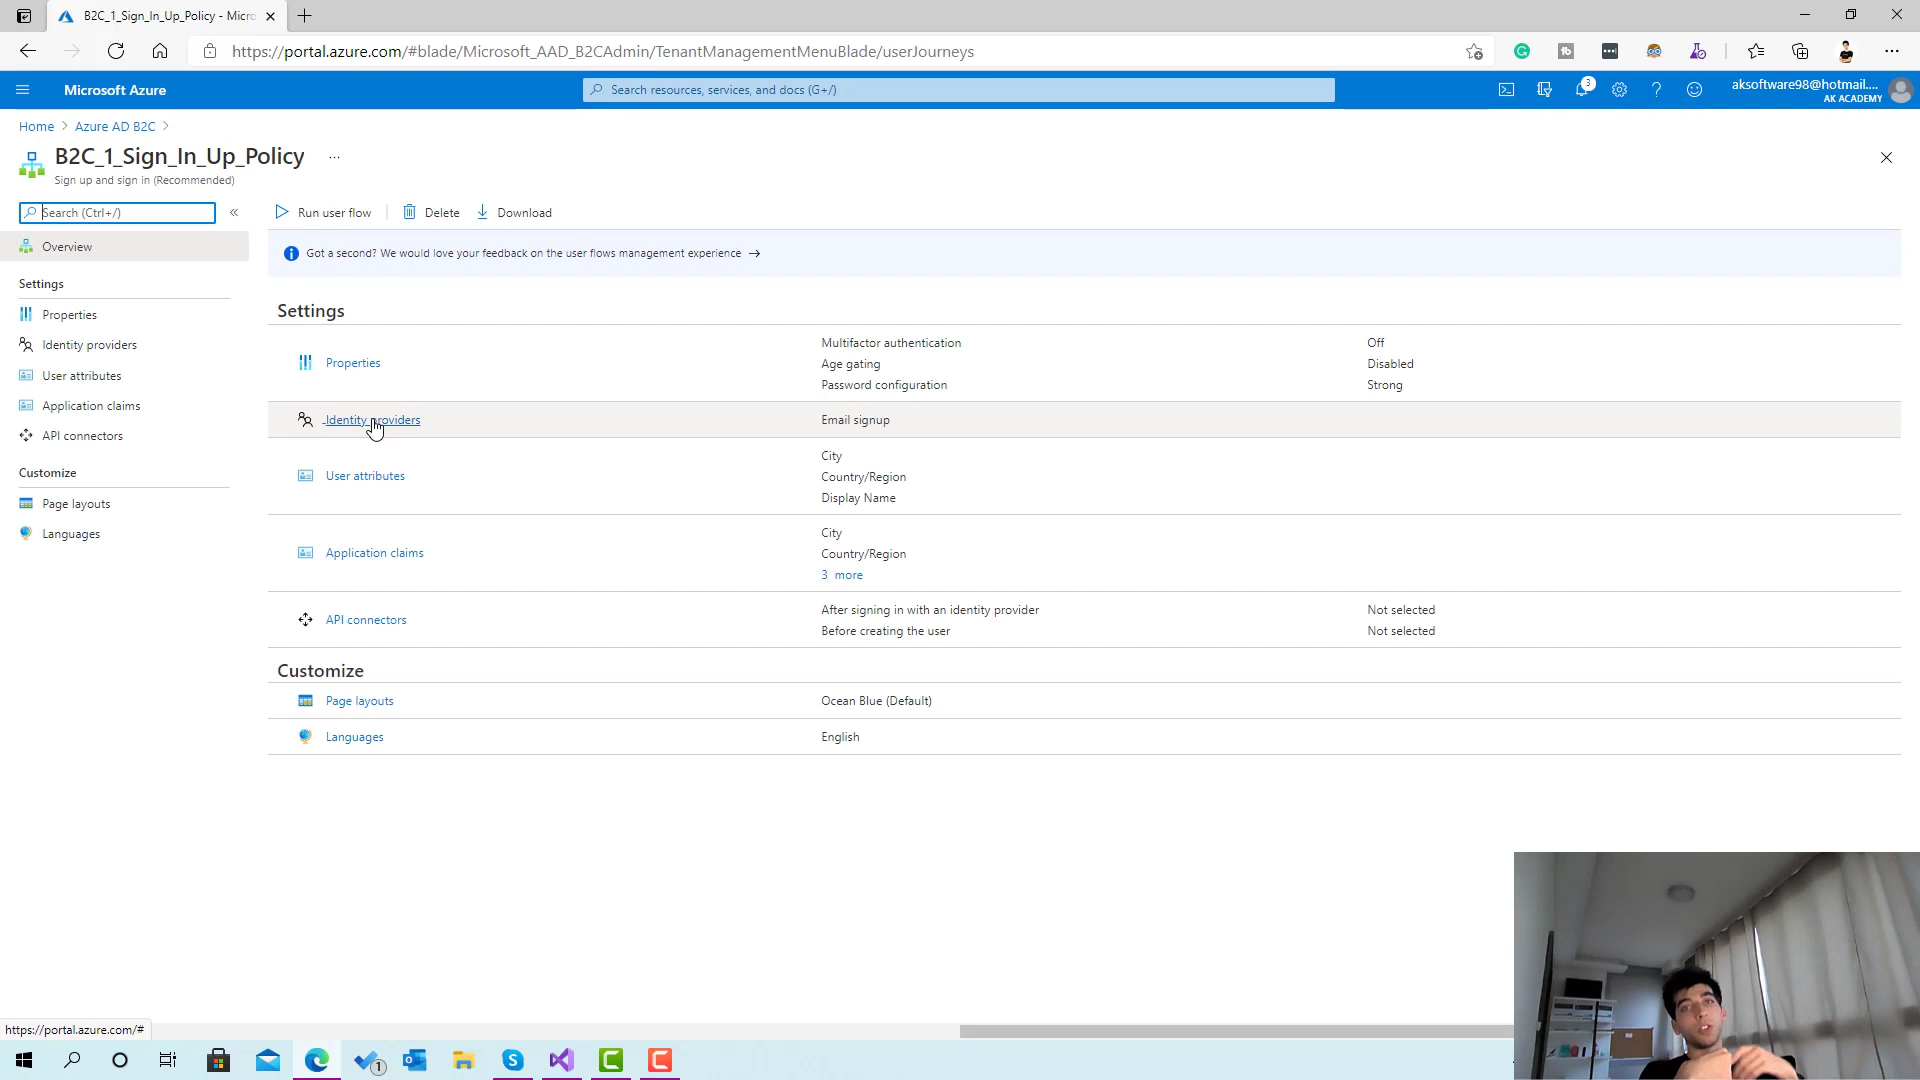 B2C_1_Sign_In_Up_Policy - Micro
https://portal.azure.com/#blade/Microsoft_AAD_B2CAdmin/TenantManagementMenuBlade/userJourneys
Microsoft Azure
Search resources, services, and docs (G+/)
3
aksoftware98@hotmail....
AK ACADEMY
Home > Azure AD B2C >
B2C_1_Sign_In_Up_Policy ...
Sign up and sign in (Recommended)
Search (Ctrl+/)
«
Run user flow
Delete
Download
Overview
Got a second? We would love your feedback on the user flows management experience →
Settings
Properties
Identity providers
User attributes
Application claims
API connectors
Customize
Page layouts
Languages
Settings
Properties
Multifactor authentication Off
Age gating Disabled
Password configuration Strong
Identity providers Email signup
User attributes
City
Country/Region
Display Name
Application claims
City
Country/Region
3 more
API connectors
After signing in with an identity provider Not selected
Before creating the user Not selected
Customize
Page layouts Ocean Blue (Default)
Languages English
https://portal.azure.com/#
1